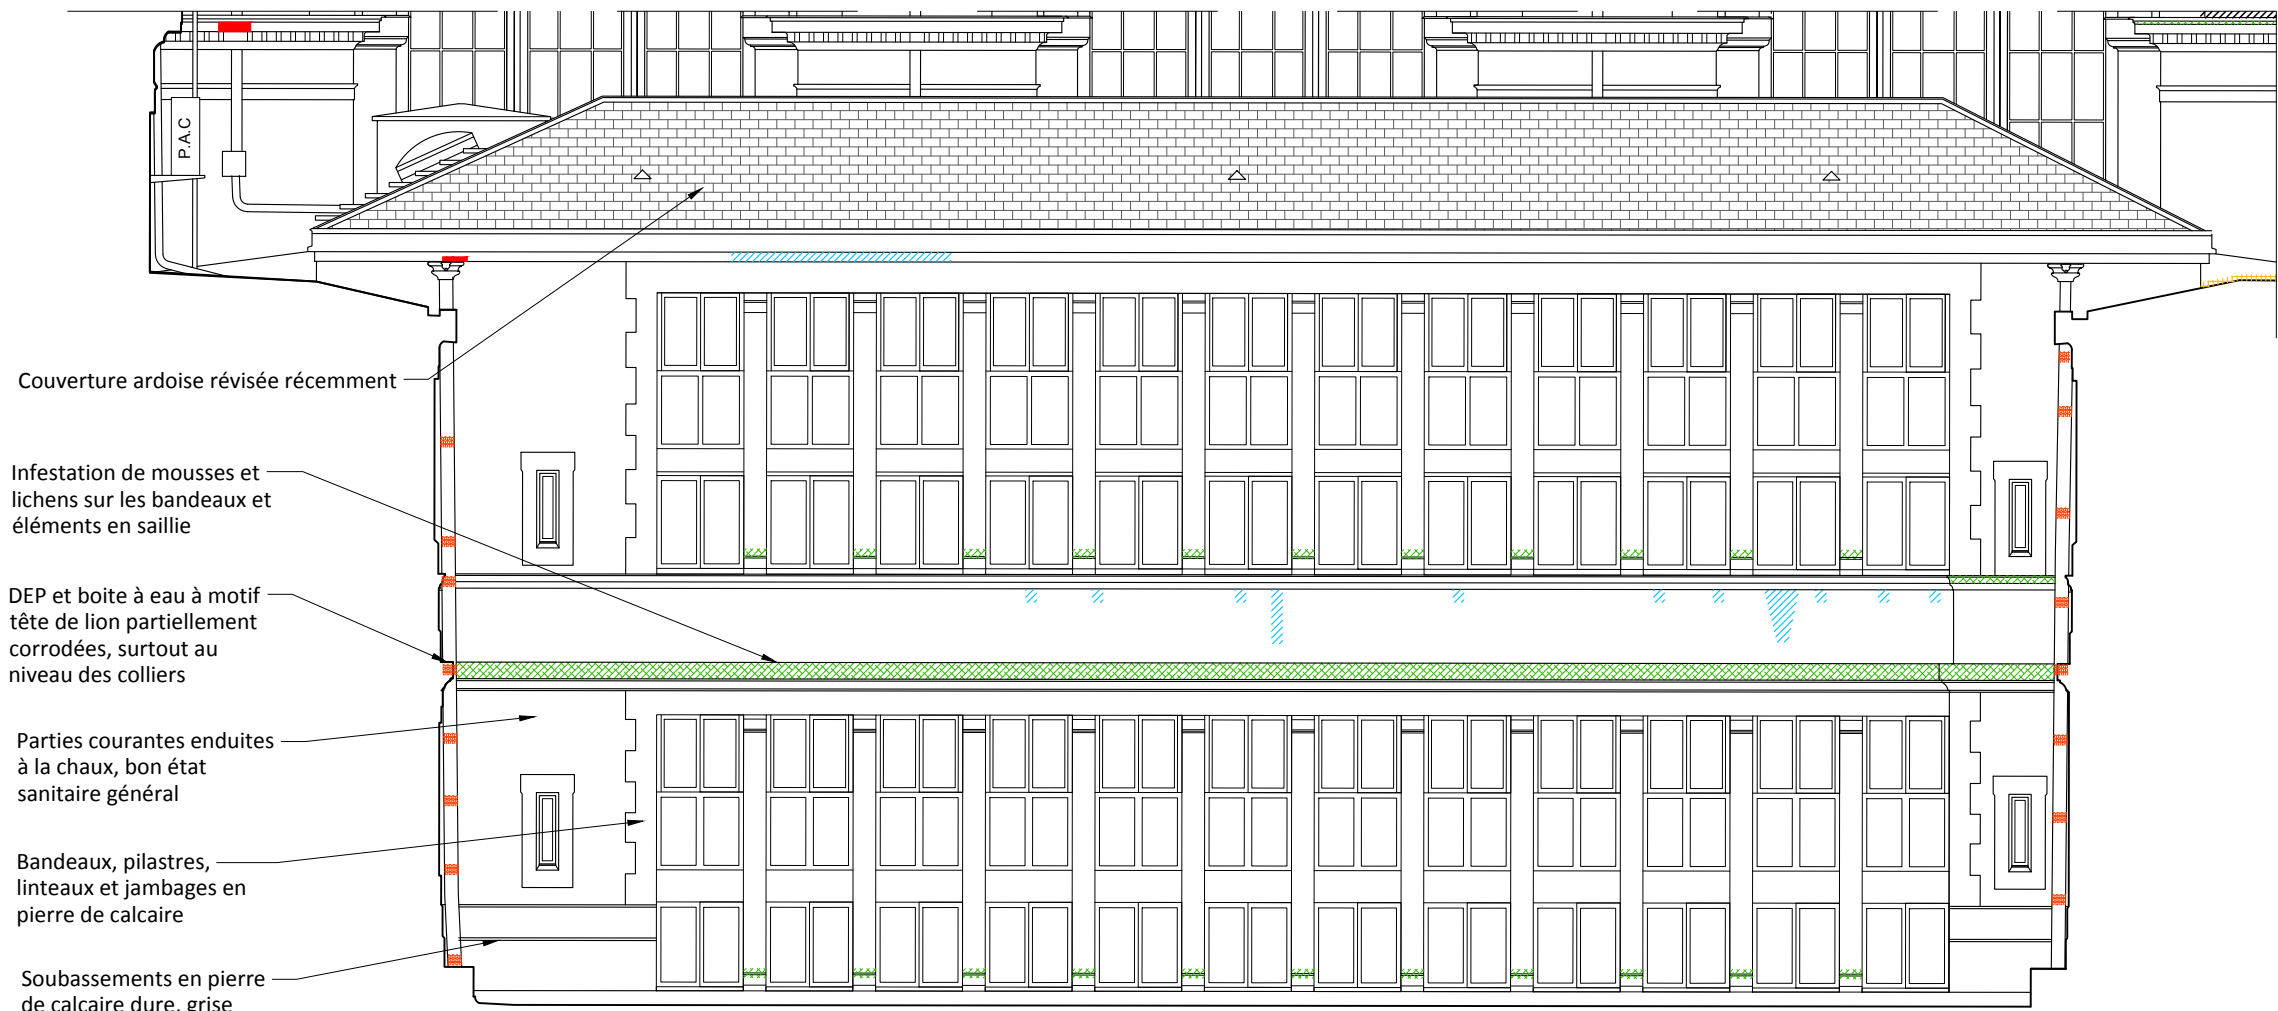 P.A.C
Couverture ardoise révisée récemment
Infestation de mousses et
lichens sur les bandeaux et
éléments en saillie
DEP et boite à eau à motif
tête de lion partiellement
corrodées, surtout au
niveau des colliers
Parties courantes enduites
à la chaux, bon état
sanitaire général
Bandeaux, pilastres,
linteaux et jambages en
pierre de calcaire
Soubassements en pierre
de calcaire dure, grise